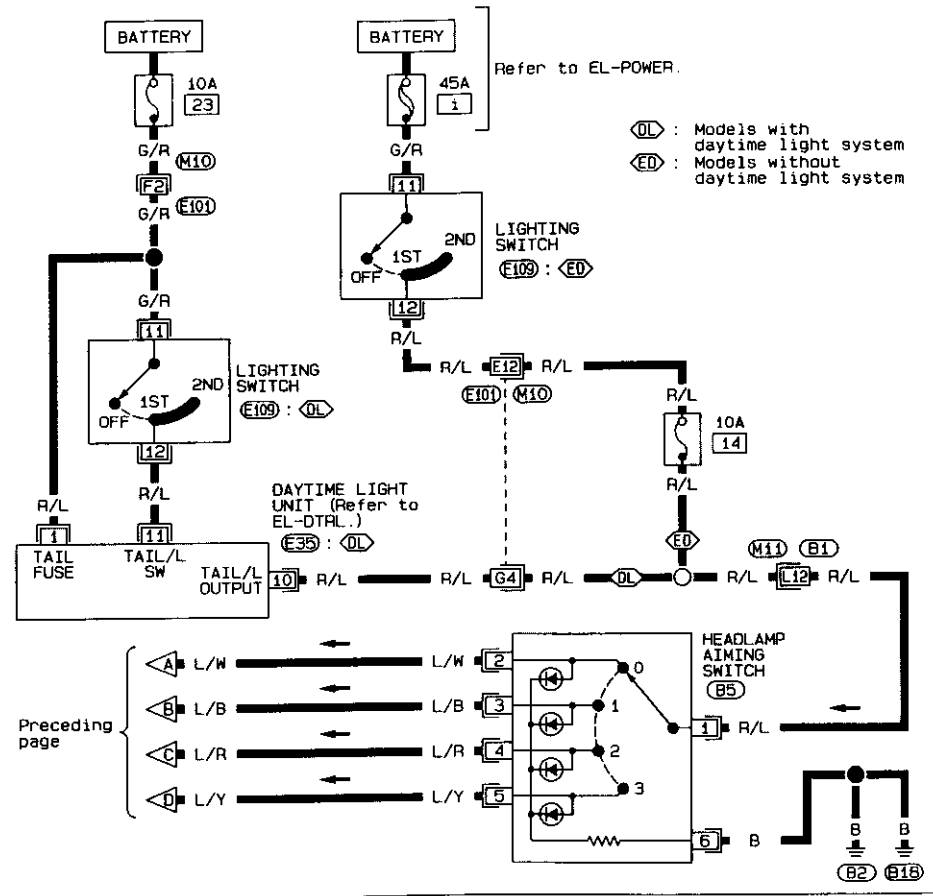 BATTERY
BATTERY
Refer to EL-POWER.
10A
23
45A
i
DL : Models with
daytime light system
ED : Models without
daytime light system
G/R
M10
F2
E101
G/R
G/R
11
LIGHTING
SWITCH
E109 : ED
OFF
1ST
2ND
12
R/L
G/R
11
LIGHTING
SWITCH
E109 : DL
OFF
1ST
2ND
12
R/L
E12
R/L
E101
M10
R/L
10A
14
R/L
R/L
R/L
DAYTIME LIGHT
UNIT (Refer to
EL-DTRL.)
E35 : DL
ED
M11
B1
1
11
TAIL
FUSE
TAIL/L
SW
TAIL/L
OUTPUT
10
R/L
R/L
G4
R/L
DL
R/L
L12
R/L
HEADLAMP
AIMING
SWITCH
B5
Preceding
page
A
L/W
L/W
2
0
B
L/B
L/B
3
1
1
R/L
C
L/R
L/R
4
2
D
L/Y
L/Y
5
3
6
B
B
B
B2
B18